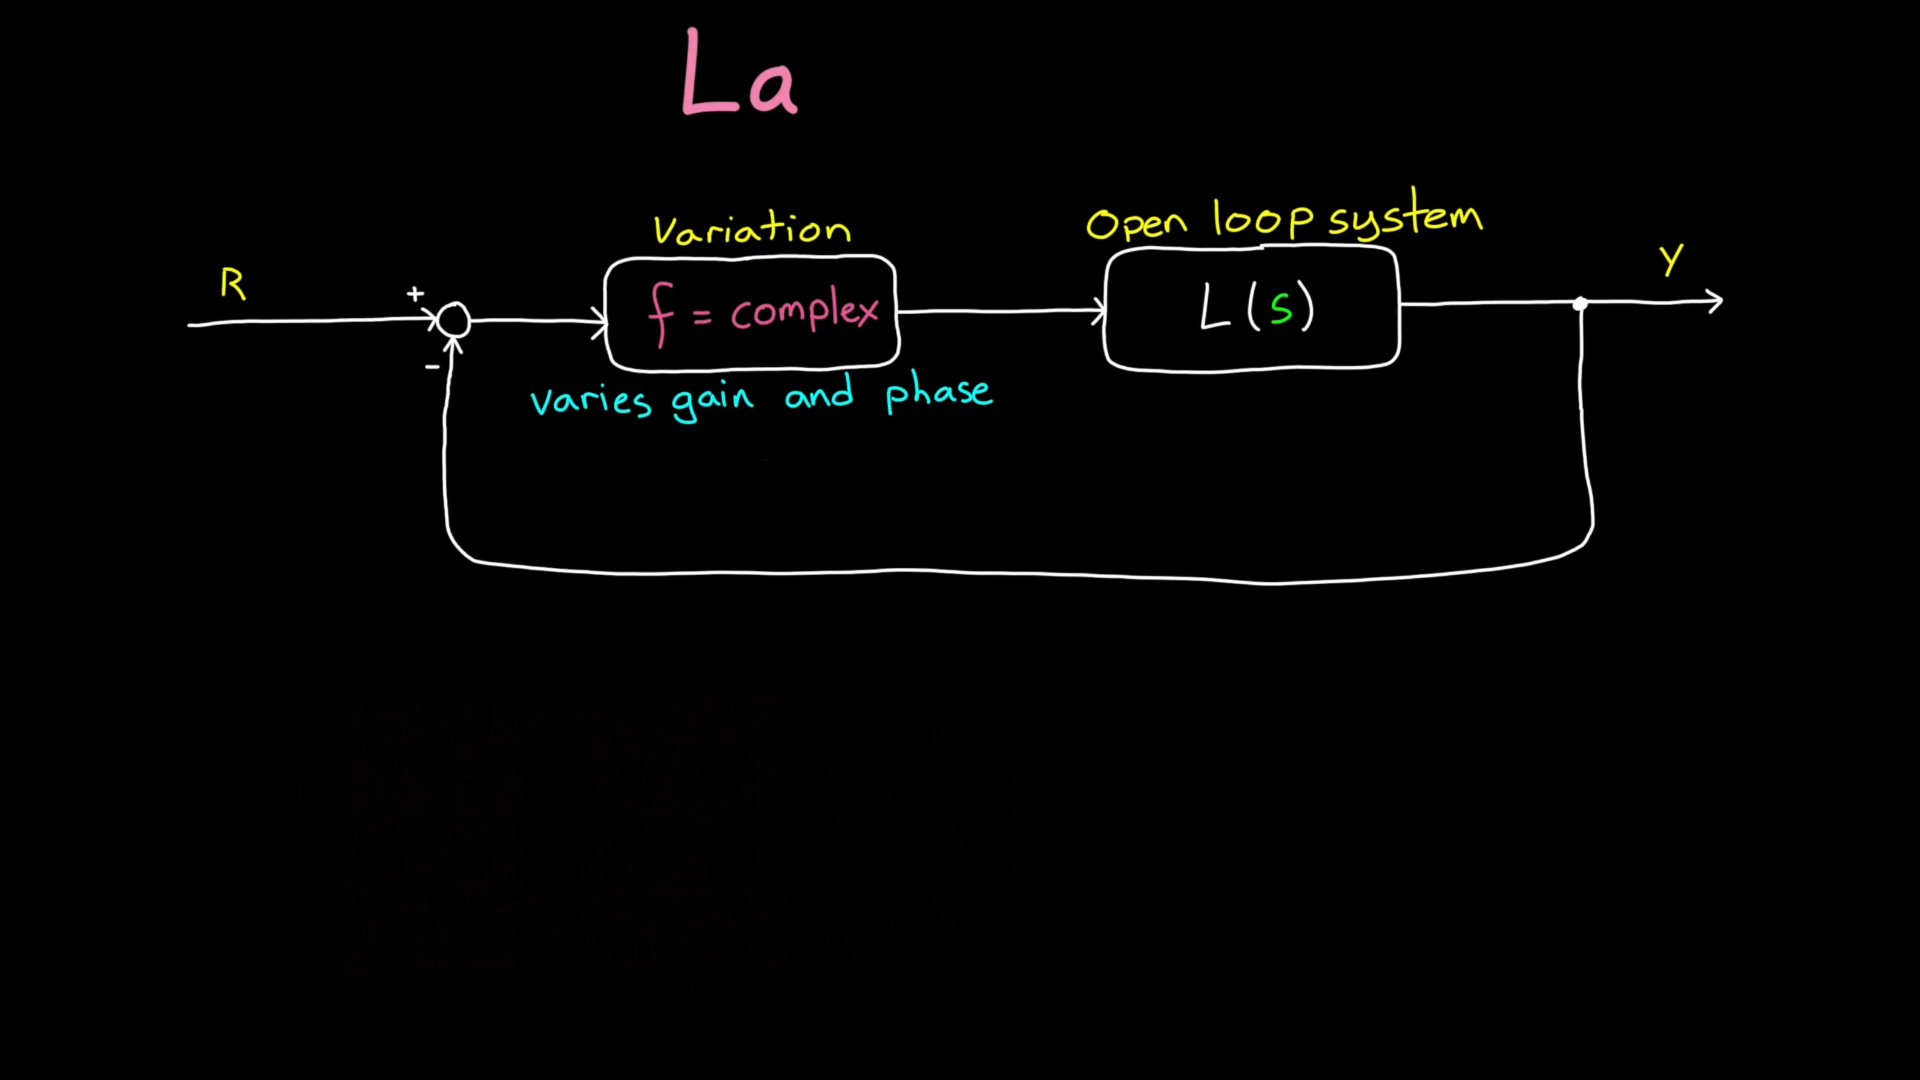 La
Variation
Open loop system
R
+
f = complex
L(s)
Y
-
varies gain and phase